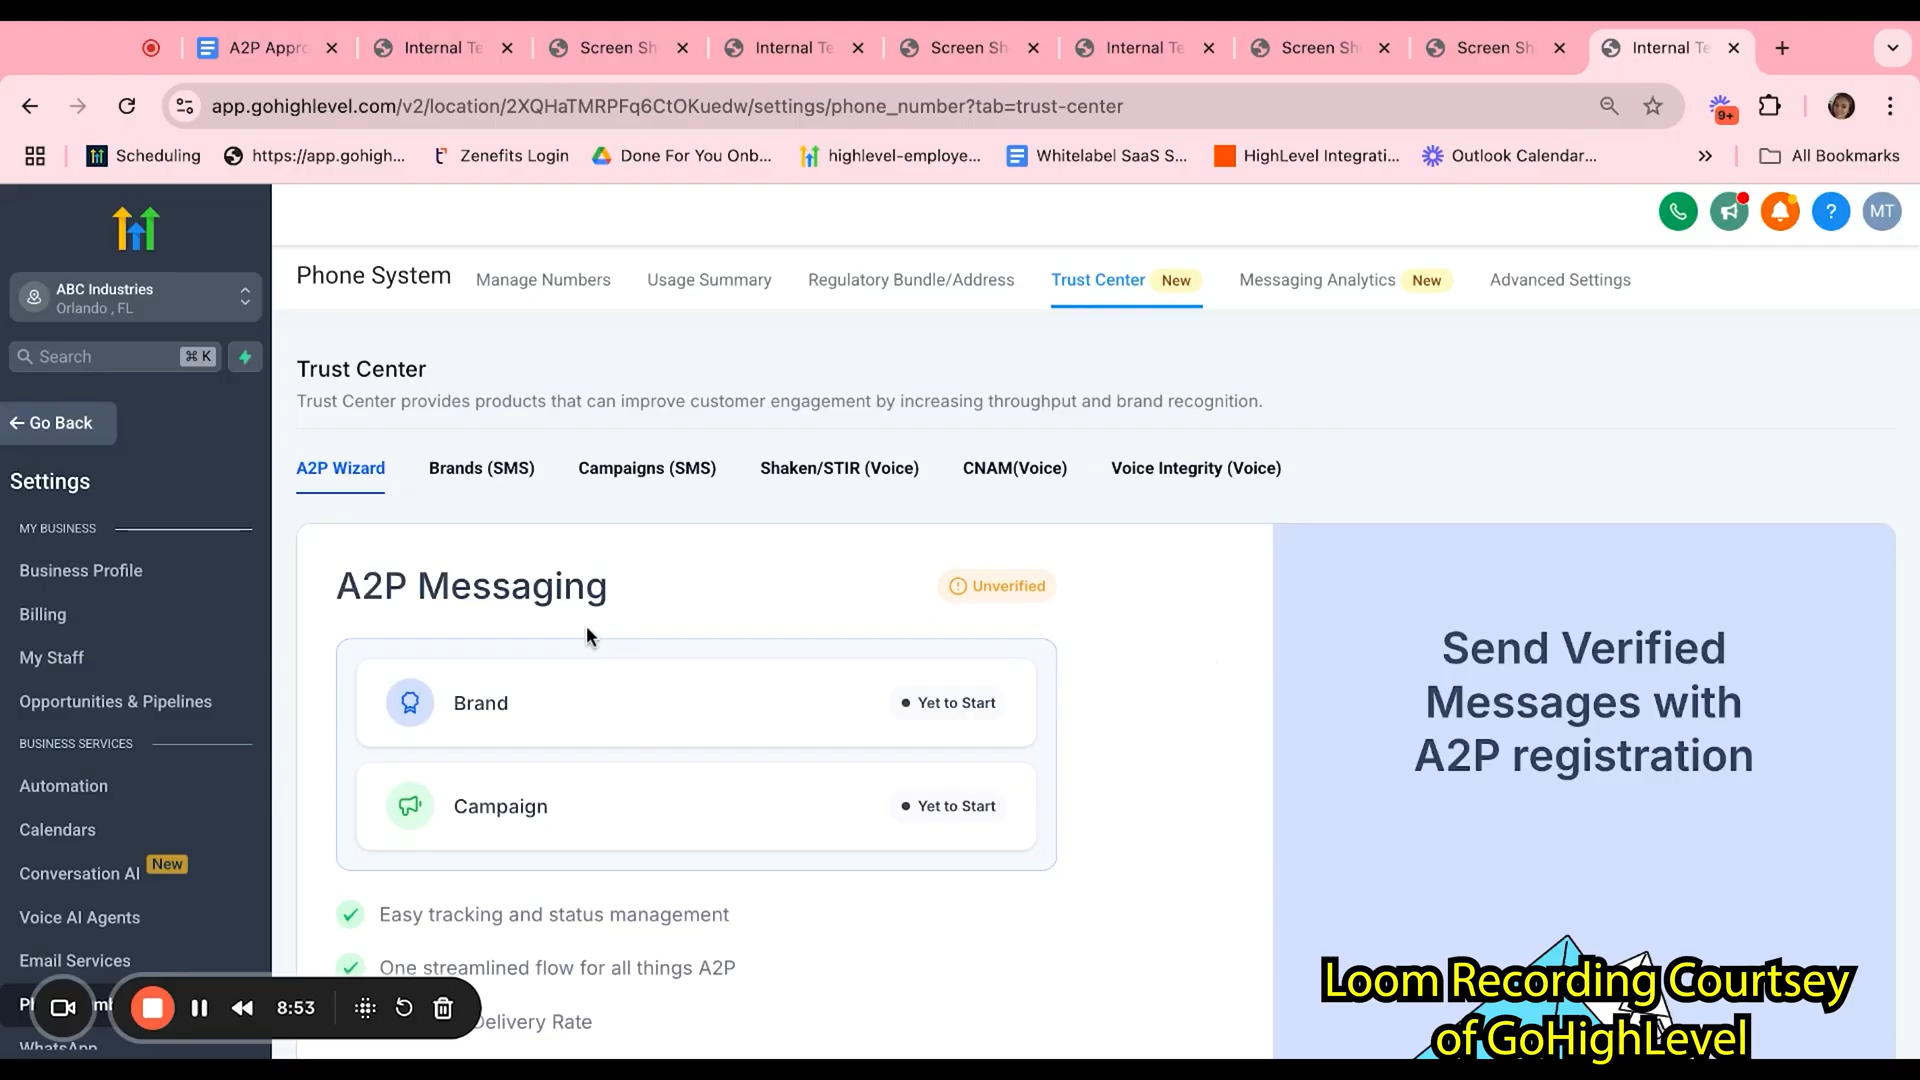 A2P Appro
Internal Te
Screen Sh
Internal Te
Screen Sh
Internal Te
Screen Sh
Screen Sh
Internal Te
app.gohighlevel.com/v2/location/2XQHaTMRPFq6CtOKuedw/settings/phone_number?tab=trust-center
9+
Scheduling
https://app.gohigh...
Zenefits Login
Done For You Onb...
highlevel-employe...
Whitelabel SaaS S...
HighLevel Integrati...
Outlook Calendar...
All Bookmarks
MT
ABC Industries
Orlando , FL
Search
⌘ K
Go Back
Settings
MY BUSINESS
Business Profile
Billing
My Staff
Opportunities & Pipelines
BUSINESS SERVICES
Automation
Calendars
Conversation AI New
Voice AI Agents
Email Services
WhatsApp
Phone System
Manage Numbers
Usage Summary
Regulatory Bundle/Address
Trust Center New
Messaging Analytics New
Advanced Settings
Trust Center
Trust Center provides products that can improve customer engagement by increasing throughput and brand recognition.
A2P Wizard
Brands (SMS)
Campaigns (SMS)
Shaken/STIR (Voice)
CNAM(Voice)
Voice Integrity (Voice)
A2P Messaging
Unverified
Brand
Yet to Start
Campaign
Yet to Start
Easy tracking and status management
One streamlined flow for all things A2P
Delivery Rate
8:53
Send Verified
Messages with
A2P registration
Loom Recording Courtsey
of GoHighLevel